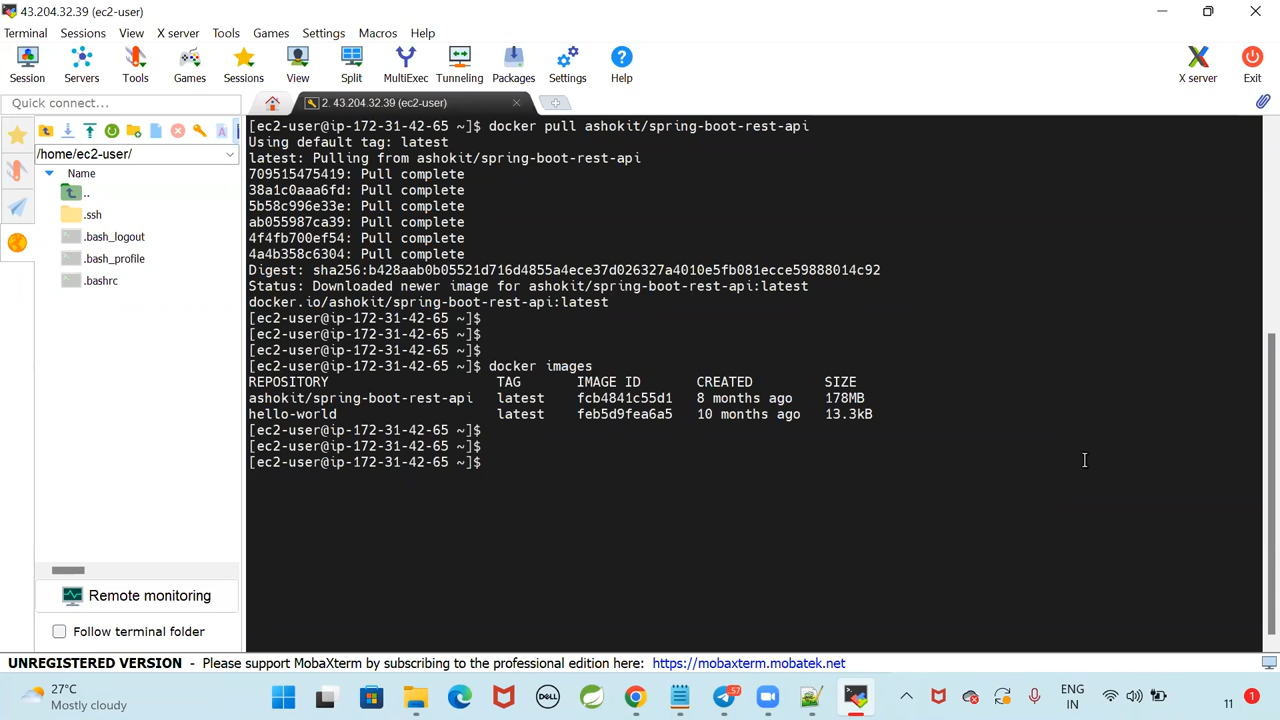 43.204.32.39 (ec2-user)
Terminal Sessions View X server Tools Games Settings Macros Help
Session Servers Tools Games Sessions View Split MultiExec Tunneling Packages Settings Help X server Exit
Quick connect...
2. 43.204.32.39 (ec2-user)
/home/ec2-user/
Name
..
.ssh
.bash_logout
.bash_profile
.bashrc
Remote monitoring
Follow terminal folder
[ec2-user@ip-172-31-42-65 ~]$ docker pull ashokit/spring-boot-rest-api
Using default tag: latest
latest: Pulling from ashokit/spring-boot-rest-api
709515475419: Pull complete
38a1c0aaa6fd: Pull complete
5b58c996e33e: Pull complete
ab055987ca39: Pull complete
4f4fb700ef54: Pull complete
4a4b358c6304: Pull complete
Digest: sha256:b428aab0b05521d716d4855a4ece37d026327a4010e5fb081ecce59888014c92
Status: Downloaded newer image for ashokit/spring-boot-rest-api:latest
docker.io/ashokit/spring-boot-rest-api:latest
[ec2-user@ip-172-31-42-65 ~]$
[ec2-user@ip-172-31-42-65 ~]$
[ec2-user@ip-172-31-42-65 ~]$
[ec2-user@ip-172-31-42-65 ~]$ docker images
REPOSITORY TAG IMAGE ID CREATED SIZE
ashokit/spring-boot-rest-api latest fcb4841c55d1 8 months ago 178MB
hello-world latest feb5d9fea6a5 10 months ago 13.3kB
[ec2-user@ip-172-31-42-65 ~]$
[ec2-user@ip-172-31-42-65 ~]$
[ec2-user@ip-172-31-42-65 ~]$
UNREGISTERED VERSION - Please support MobaXterm by subscribing to the professional edition here: https://mobaxterm.mobatek.net
27°C
Mostly cloudy
DELL
57
ENG
IN
11
1